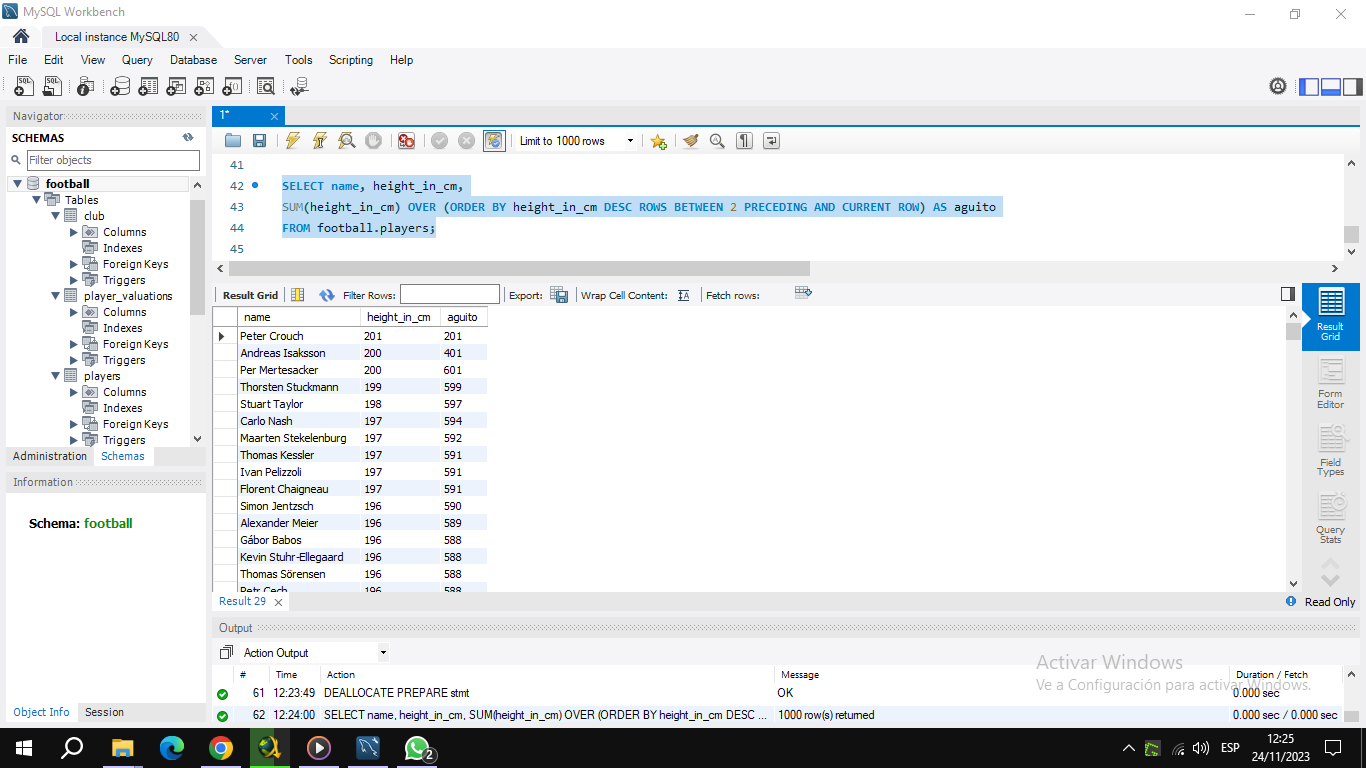 MySQL Workbench
Local instance MySQL80
File Edit View Query Database Server Tools Scripting Help
Navigator
SCHEMAS
Filter objects
football
Tables
club
Columns
Indexes
Foreign Keys
Triggers
player_valuations
Columns
Indexes
Foreign Keys
Triggers
players
Columns
Indexes
Foreign Keys
Triggers
Administration Schemas
Information
Schema: football
Object Info Session
1*
Limit to 1000 rows
41
42 SELECT name, height_in_cm,
43 SUM(height_in_cm) OVER (ORDER BY height_in_cm DESC ROWS BETWEEN 2 PRECEDING AND CURRENT ROW) AS aguito
44 FROM football.players;
45
Result Grid Filter Rows: Export: Wrap Cell Content: Fetch rows:
name height_in_cm aguito
Peter Crouch 201 201
Andreas Isaksson 200 401
Per Mertesacker 200 601
Thorsten Stuckmann 199 599
Stuart Taylor 198 597
Carlo Nash 197 594
Maarten Stekelenburg 197 592
Thomas Kessler 197 591
Ivan Pelizzoli 197 591
Florent Chaigneau 197 591
Simon Jentzsch 196 590
Alexander Meier 196 589
Gábor Babos 196 588
Kevin Stuhr-Ellegaard 196 588
Thomas Sörensen 196 588
Petr Cech 196 588
Result Grid
Form Editor
Field Types
Query Stats
Result 29
Read Only
Output
Action Output
# Time Action Message Duration / Fetch
61 12:23:49 DEALLOCATE PREPARE stmt OK 0.000 sec
62 12:24:00 SELECT name, height_in_cm, SUM(height_in_cm) OVER (ORDER BY height_in_cm DESC ... 1000 row(s) returned 0.000 sec / 0.000 sec
Activar Windows
Ve a Configuración para activar Windows.
2
ESP
12:25
24/11/2023